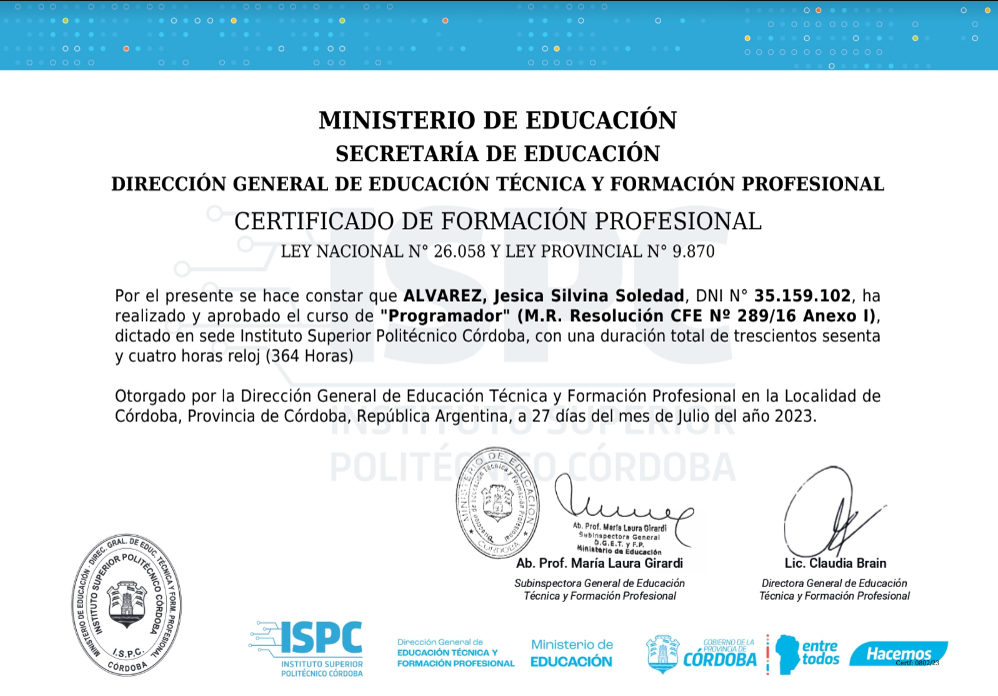 MINISTERIO DE EDUCACIÓN
SECRETARÍA DE EDUCACIÓN
DIRECCIÓN GENERAL DE EDUCACIÓN TÉCNICA Y FORMACIÓN PROFESIONAL
CERTIFICADO DE FORMACIÓN PROFESIONAL
LEY NACIONAL N° 26.058 Y LEY PROVINCIAL N° 9.870
Por el presente se hace constar que ALVAREZ, Jesica Silvina Soledad, DNI N° 35.159.102, ha
realizado y aprobado el curso de "Programador" (M.R. Resolución CFE Nº 289/16 Anexo I),
dictado en sede Instituto Superior Politécnico Córdoba, con una duración total de trescientos sesenta
y cuatro horas reloj (364 Horas)
Otorgado por la Dirección General de Educación Técnica y Formación Profesional en la Localidad de
Córdoba, Provincia de Córdoba, República Argentina, a 27 días del mes de Julio del año 2023.
ISPC
INSTITUTO SUPERIOR
POLITÉCNICO CÓRDOBA
MINISTERIO DE EDUCACIÓN
CÓRDOBA
Ab. Prof. María Laura Girardi
Subinspectora General
D.G.E.T. y F.P.
Ministerio de Educación
Ab. Prof. María Laura Girardi
Subinspectora General de Educación
Técnica y Formación Profesional
Lic. Claudia Brain
Directora General de Educación
Técnica y Formación Profesional
MINISTERIO DE EDUCACIÓN - DIREC. GRAL. DE EDUC. TÉCNICA Y FORM. PROFESIONAL
INSTITUTO SUPERIOR POLITÉCNICO CÓRDOBA
I.S.P.C.
CÓRDOBA
ISPC
INSTITUTO SUPERIOR
POLITÉCNICO CÓRDOBA
Dirección General de
EDUCACIÓN TÉCNICA Y
FORMACIÓN PROFESIONAL
Ministerio de
EDUCACIÓN
GOBIERNO DE LA
PROVINCIA DE
CÓRDOBA
entre
todos
Hacemos